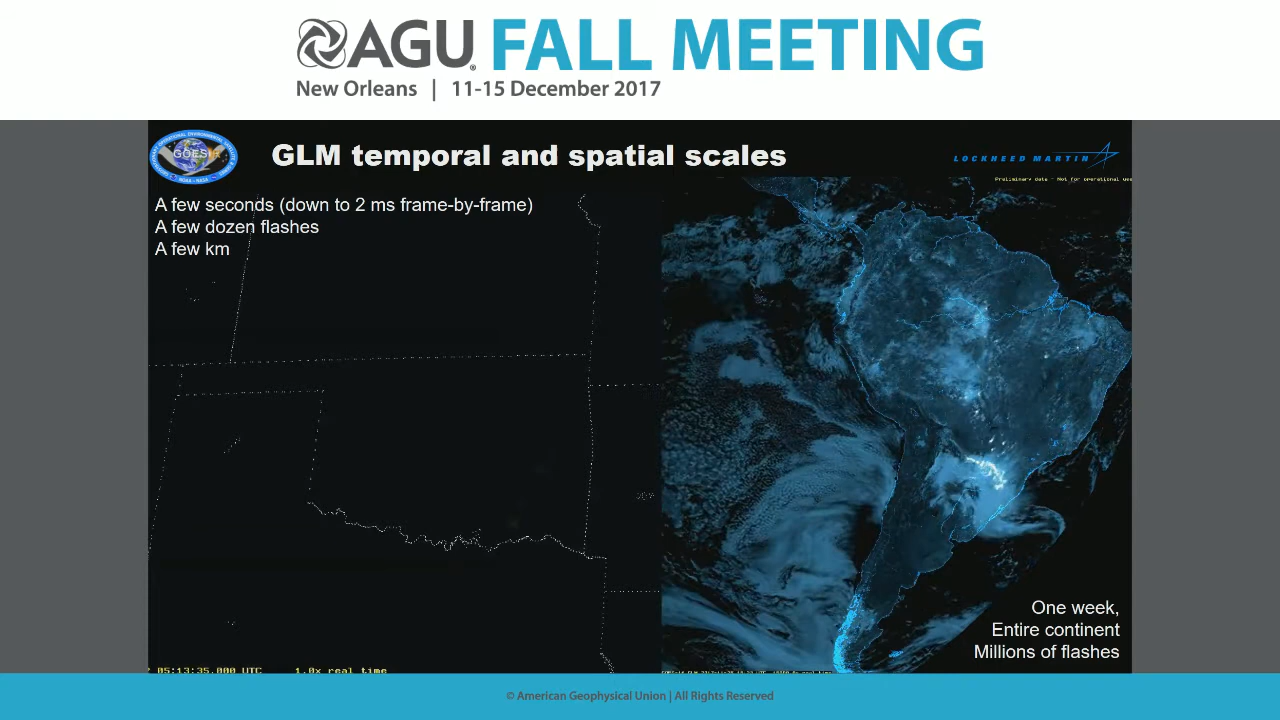 AGU FALL MEETING
New Orleans | 11-15 December 2017
GOES-R
GLM temporal and spatial scales
LOCKHEED MARTIN
Preliminary data - Not for operational use
A few seconds (down to 2 ms frame-by-frame)
A few dozen flashes
A few km
One week,
Entire continent
Millions of flashes
05:13:35.000 UTC 1.0x real time
© American Geophysical Union | All Rights Reserved